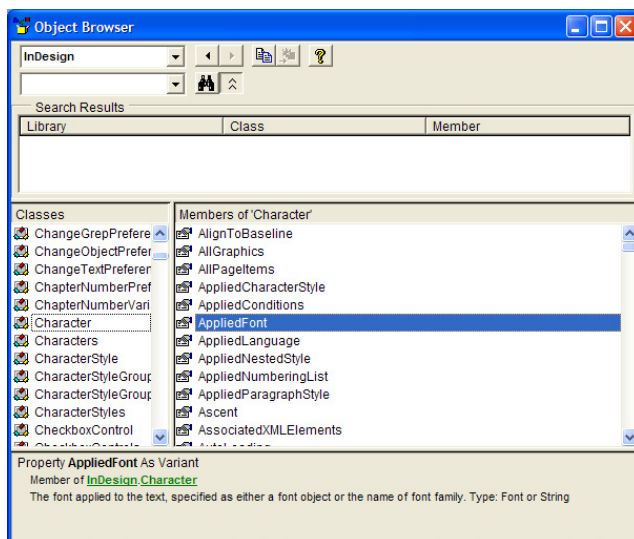 Object Browser
InDesign
Search Results
Library Class Member
Classes
ChangeGrepPrefere
ChangeObjectPrefer
ChangeTextPreferen
ChapterNumberPref
ChapterNumberVari
Character
Characters
CharacterStyle
CharacterStyleGroup
CharacterStyleGroup
CharacterStyles
CheckboxControl
CheckboxControls
Members of 'Character'
AlignToBaseline
AllGraphics
AllPageItems
AppliedCharacterStyle
AppliedConditions
AppliedFont
AppliedLanguage
AppliedNestedStyle
AppliedNumberingList
AppliedParagraphStyle
Ascent
AssociatedXMLElements
AutoLeading
Property AppliedFont As Variant
Member of InDesign.Character
The font applied to the text, specified as either a font object or the name of font family. Type: Font or String